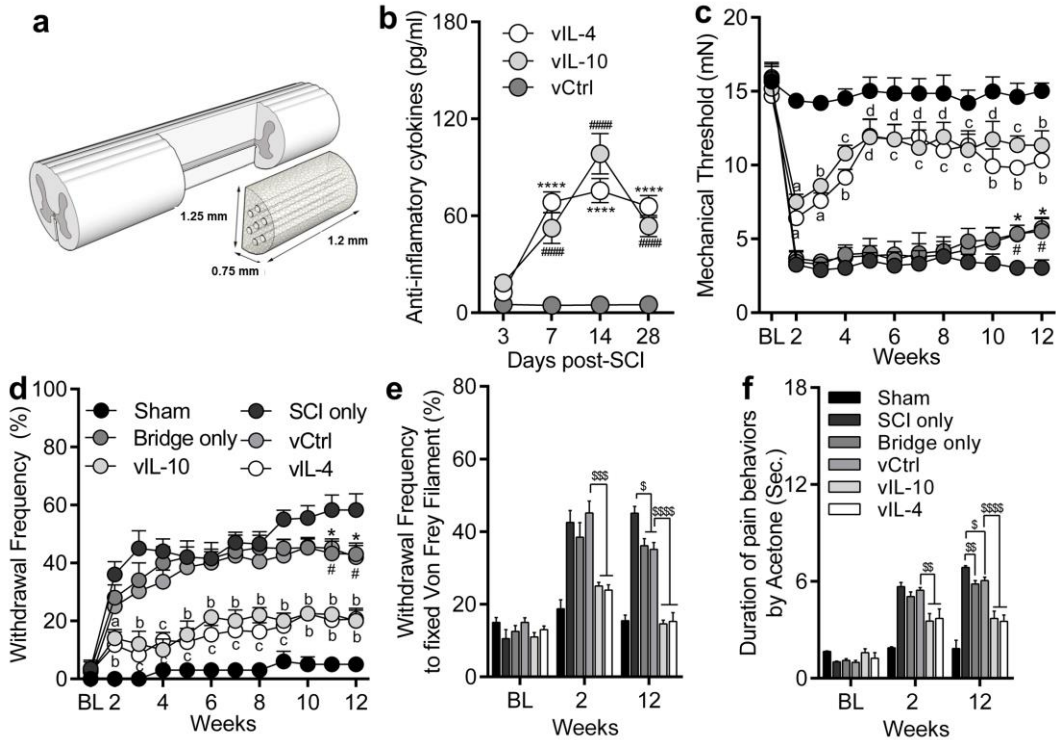 a
1.25 mm
0.75 mm
1.2 mm
b
Anti-inflamatory cytokines (pg/ml)
180
120
60
0
vIL-4
vIL-10
vCtrl
####
****
****
****
####
####
3 7 14 28
Days post-SCI
c
Mechanical Threshold (mN)
20
15
10
5
0
d d c c c c b
c d c c c b b b
b
a
c b a a
* *
# #
BL 2 4 6 8 10 12
Weeks
d
Withdrawal Frequency (%)
100
80
60
40
20
0
Sham SCI only
Bridge only vCtrl
vIL-10 vIL-4
* *
# #
a b c b b b b b b b b
b c c c c c c c b b b
BL 2 4 6 8 10 12
Weeks
e
Withdrawal Frequency
to fixed Von Frey Filament (%)
80
60
40
20
0
$$$ $ $$$$
BL 2 12
Weeks
f
Duration of pain behaviors
by Acetone (Sec.)
18
12
6
0
Sham
SCI only
Bridge only
vCtrl
vIL-10
vIL-4
$$ $ $$ $$$$
BL 2 12
Weeks